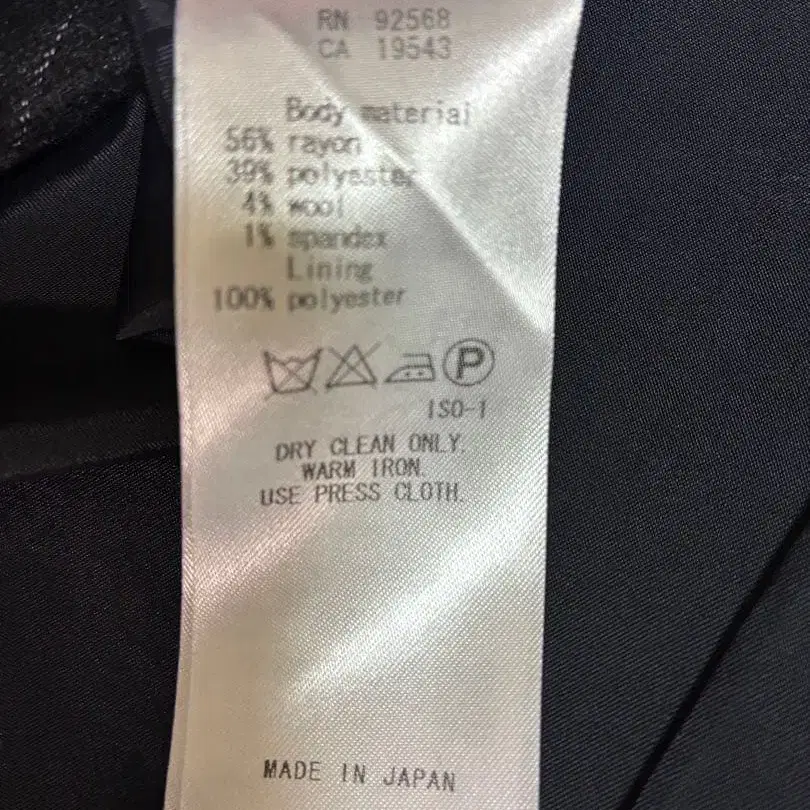 RN 92568
CA 19543
Body material
56% rayon
39% polyester
4% wool
1% spandex
Lining
100% polyester
P
ISO-1
DRY CLEAN ONLY.
WARM IRON.
USE PRESS CLOTH.
MADE IN JAPAN